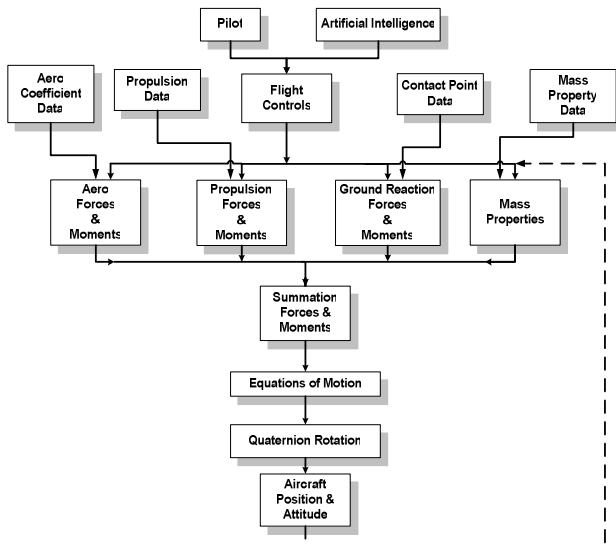 Pilot
Artificial Intelligence
Aero
Coefficient
Data
Propulsion
Data
Flight
Controls
Contact Point
Data
Mass
Property
Data
Aero
Forces
&
Moments
Propulsion
Forces
&
Moments
Ground Reaction
Forces
&
Moments
Mass
Properties
Summation
Forces &
Moments
Equations of Motion
Quaternion Rotation
Aircraft
Position &
Attitude